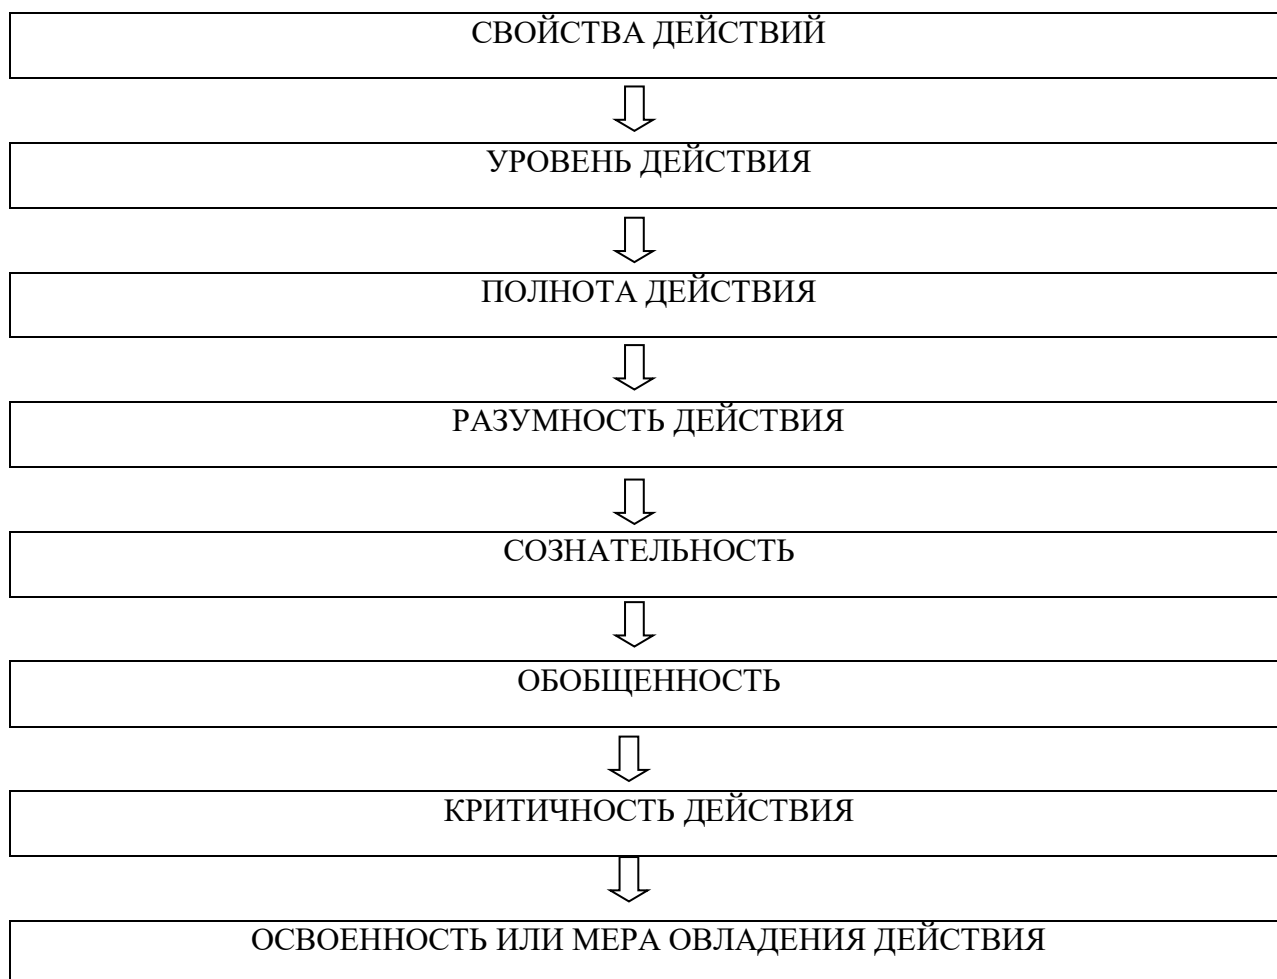 СВОЙСТВА ДЕЙСТВИЙ
УРОВЕНЬ ДЕЙСТВИЯ
ПОЛНОТА ДЕЙСТВИЯ
РАЗУМНОСТЬ ДЕЙСТВИЯ
СОЗНАТЕЛЬНОСТЬ
ОБОБЩЕННОСТЬ
КРИТИЧНОСТЬ ДЕЙСТВИЯ
ОСВОЕННОСТЬ ИЛИ МЕРА ОВЛАДЕНИЯ ДЕЙСТВИЯ